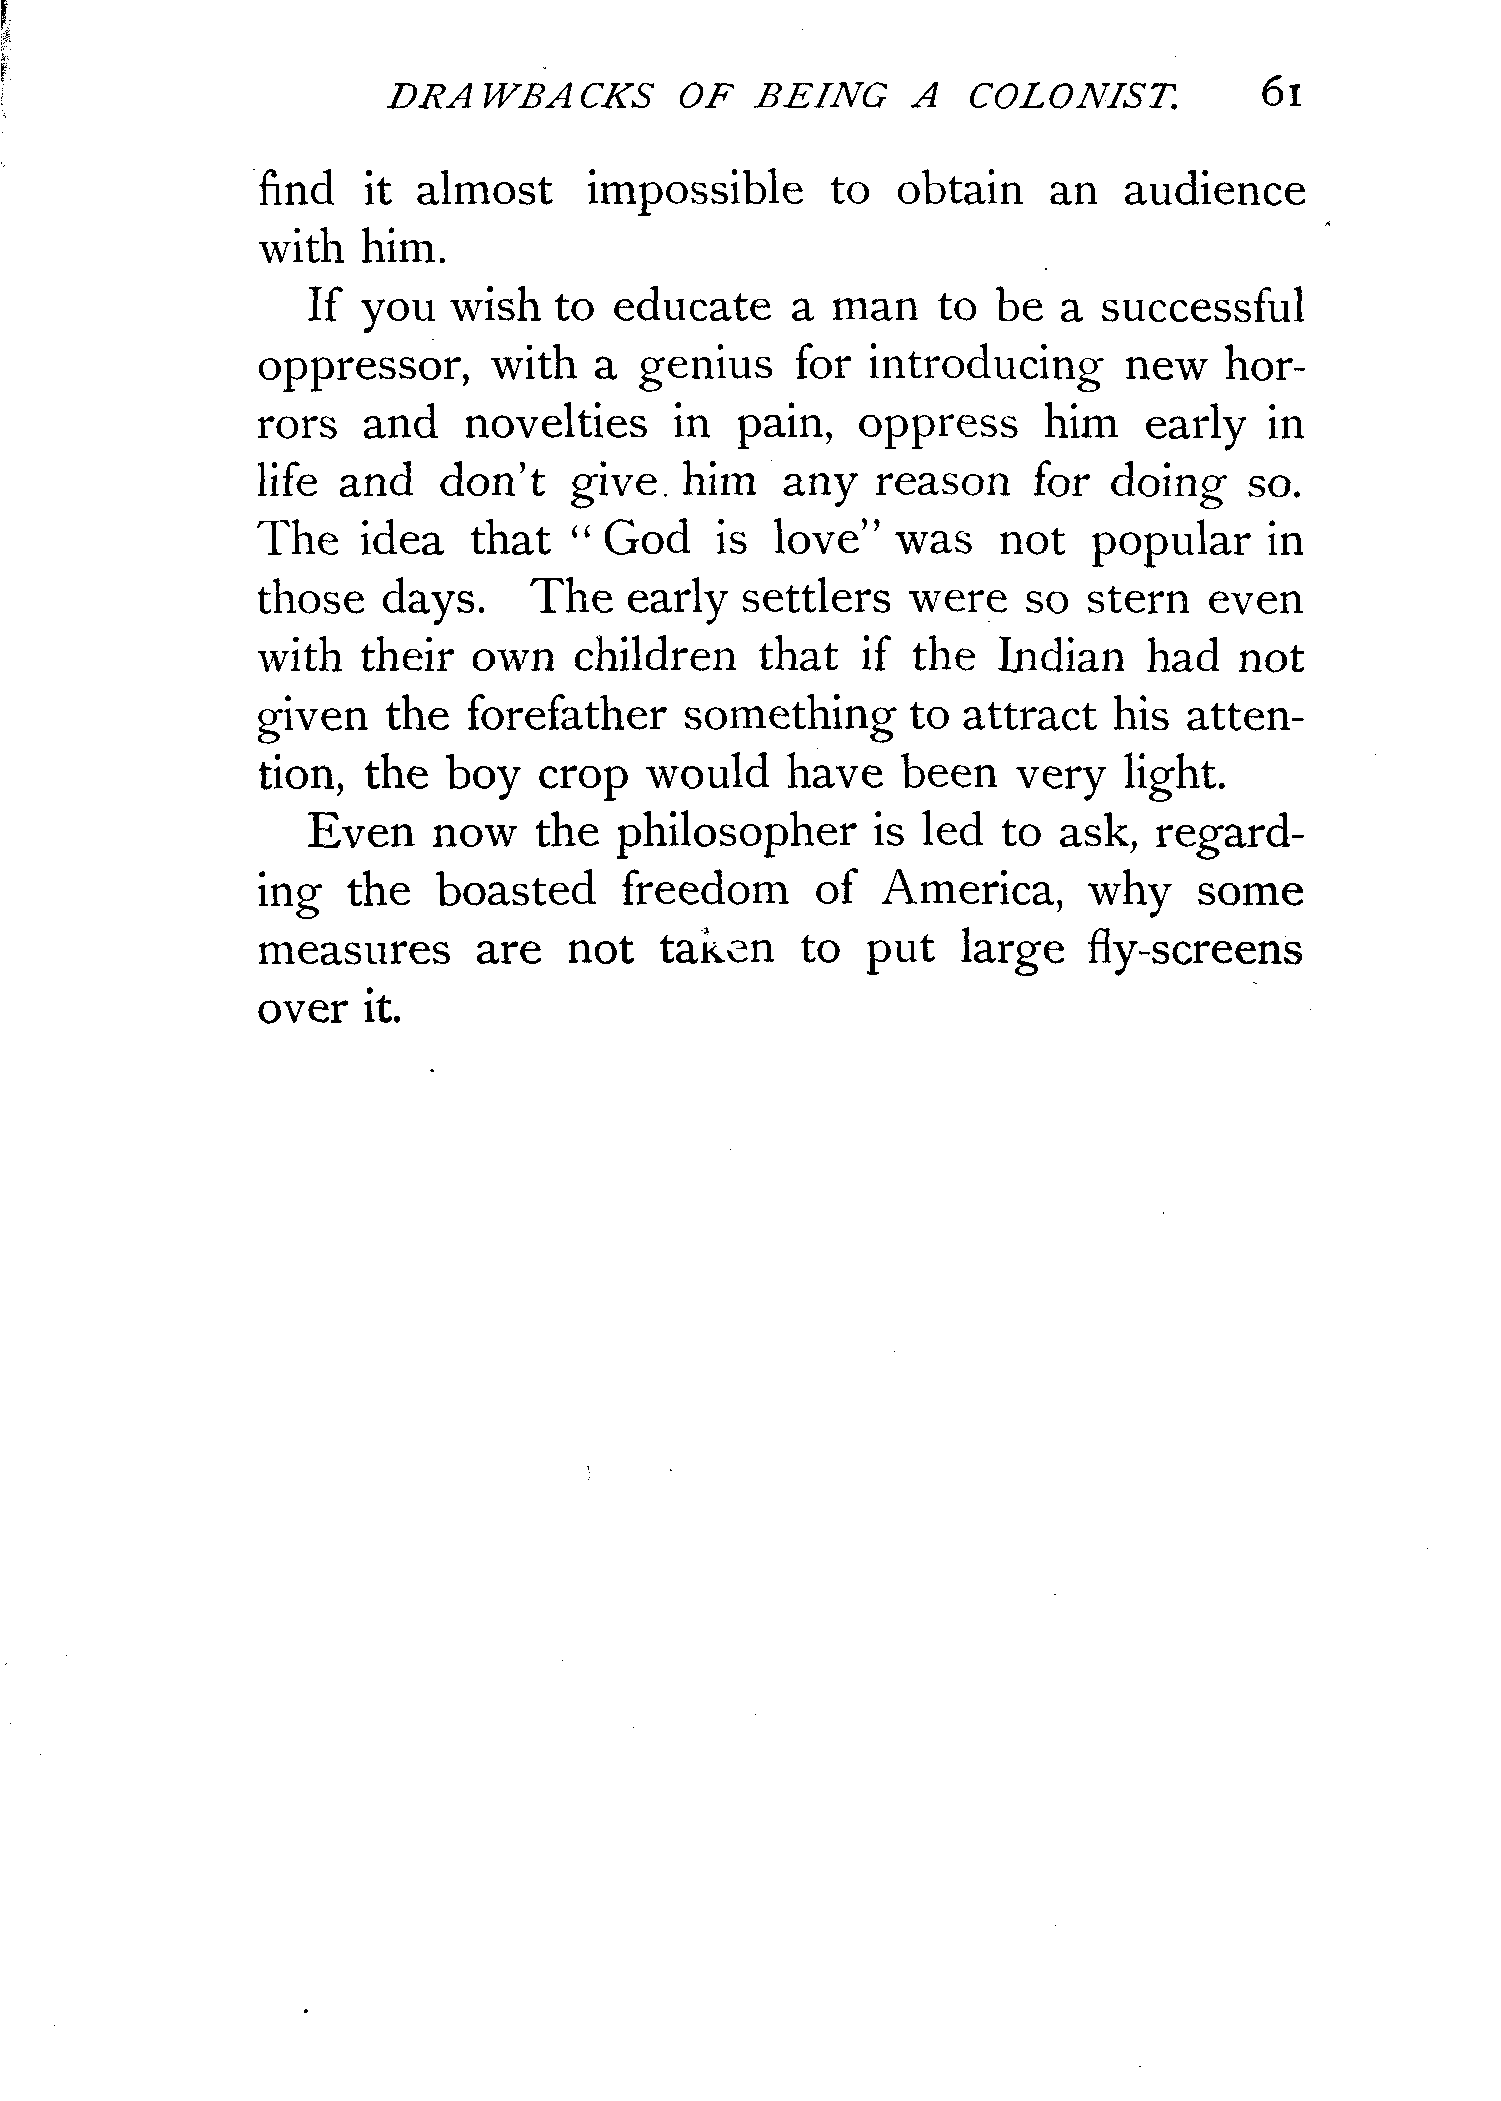 DRAWBACKS OF BEING A COLONIST. 61
find it almost impossible to obtain an audience
with him.
If you wish to educate a man to be a successful
oppressor, with a genius for introducing new hor-
rors and novelties in pain, oppress him early in
life and don't give him any reason for doing so.
The idea that “God is love” was not popular in
those days. The early settlers were so stern even
with their own children that if the Indian had not
given the forefather something to attract his atten-
tion, the boy crop would have been very light.
Even now the philosopher is led to ask, regard-
ing the boasted freedom of America, why some
measures are not taken to put large fly-screens
over it.